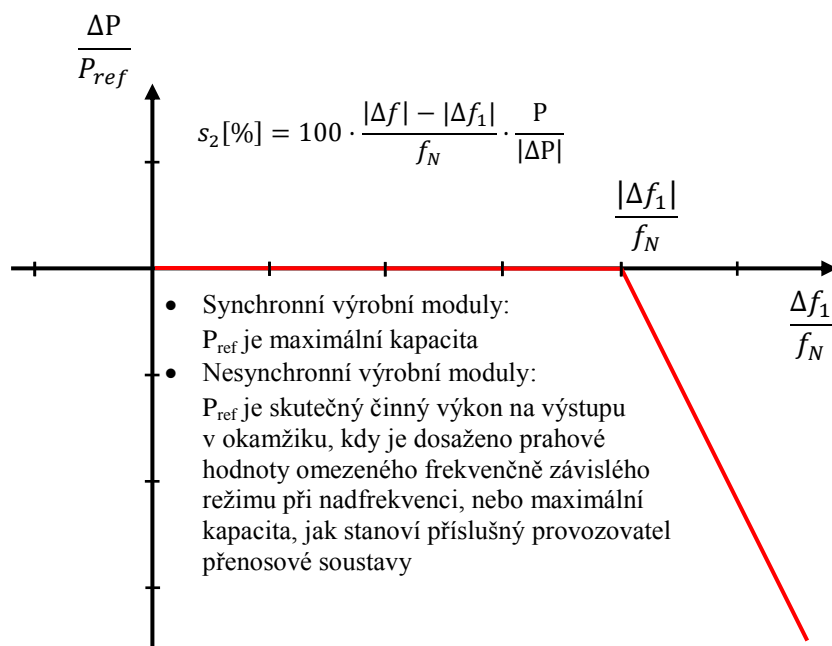 ΔP
P_ref
s_2[%] = 100 · (|Δf| − |Δf_1|)/f_N · P/|ΔP|
|Δf_1|
f_N
• Synchronní výrobní moduly:
P_ref je maximální kapacita
Δf_1
f_N
• Nesynchronní výrobní moduly:
P_ref je skutečný činný výkon na výstupu
v okamžiku, kdy je dosaženo prahové
hodnoty omezeného frekvenčně závislého
režimu při nadfrekvenci, nebo maximální
kapacita, jak stanoví příslušný provozovatel
přenosové soustavy